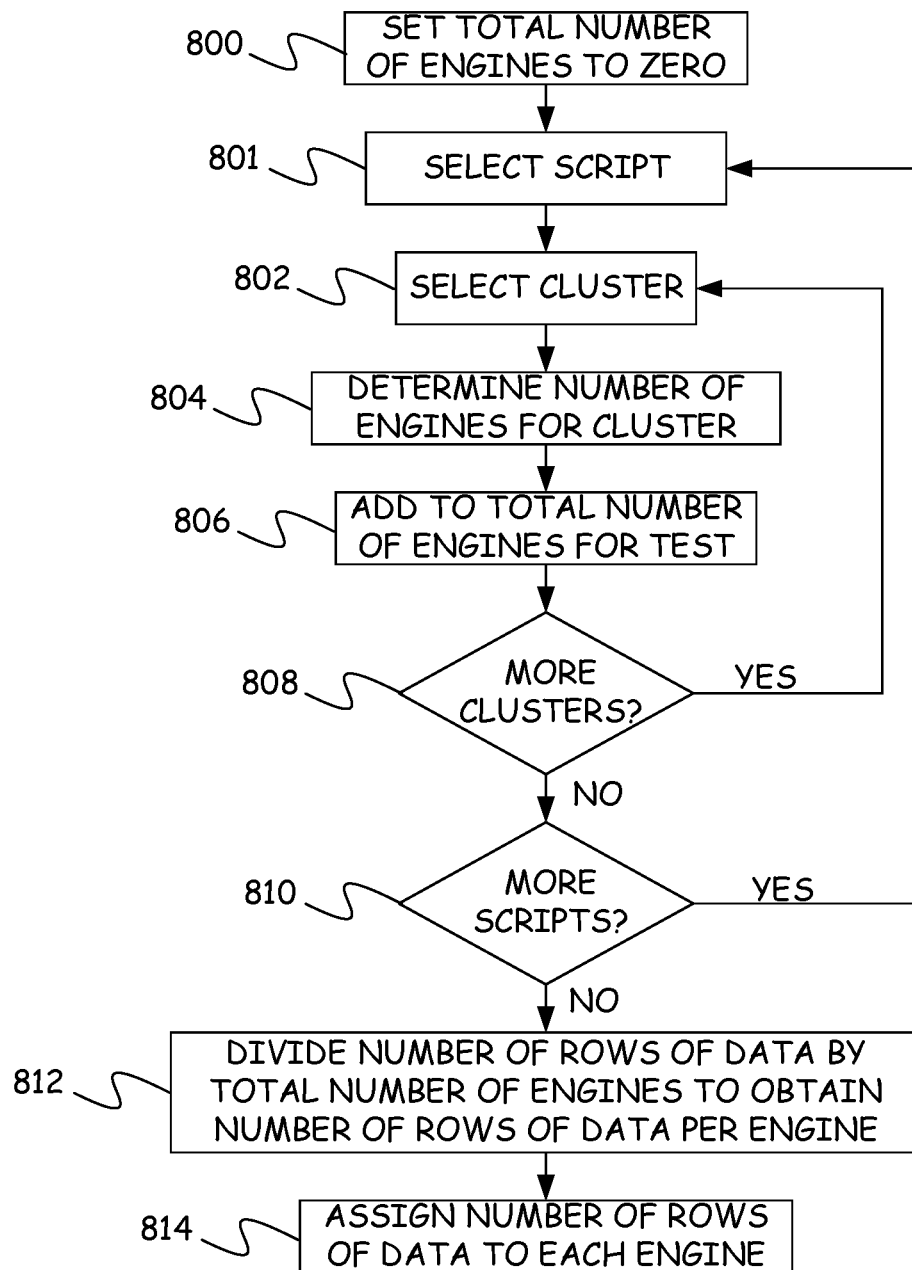 800
SET TOTAL NUMBER
OF ENGINES TO ZERO
801
SELECT SCRIPT
802
SELECT CLUSTER
804
DETERMINE NUMBER OF
ENGINES FOR CLUSTER
806
ADD TO TOTAL NUMBER
OF ENGINES FOR TEST
808
MORE
CLUSTERS?
YES
NO
810
MORE
SCRIPTS?
YES
NO
812
DIVIDE NUMBER OF ROWS OF DATA BY
TOTAL NUMBER OF ENGINES TO OBTAIN
NUMBER OF ROWS OF DATA PER ENGINE
814
ASSIGN NUMBER OF ROWS
OF DATA TO EACH ENGINE